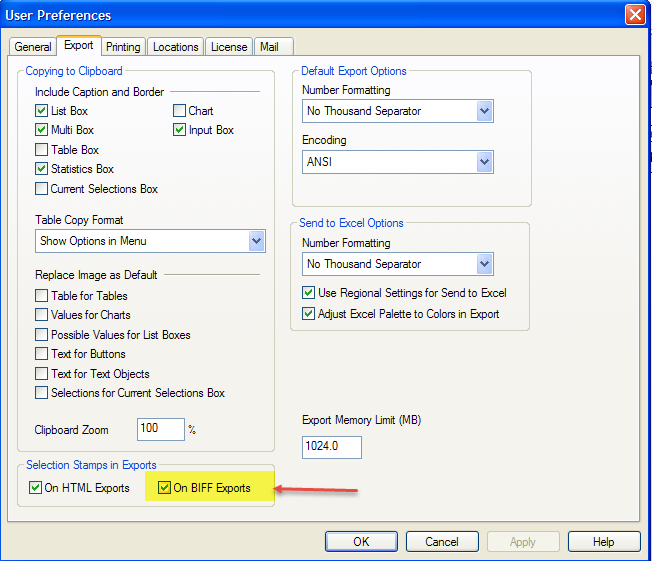 User Preferences
General Export Printing Locations License Mail
Copying to Clipboard
Include Caption and Border
List Box
Chart
Multi Box
Input Box
Table Box
Statistics Box
Current Selections Box
Table Copy Format
Show Options in Menu
Replace Image as Default
Table for Tables
Values for Charts
Possible Values for List Boxes
Text for Buttons
Text for Text Objects
Selections for Current Selections Box
Clipboard Zoom 100 %
Selection Stamps in Exports
On HTML Exports
On BIFF Exports
Default Export Options
Number Formatting
No Thousand Separator
Encoding
ANSI
Send to Excel Options
Number Formatting
No Thousand Separator
Use Regional Settings for Send to Excel
Adjust Excel Palette to Colors in Export
Export Memory Limit (MB)
1024.0
OK Cancel Apply Help